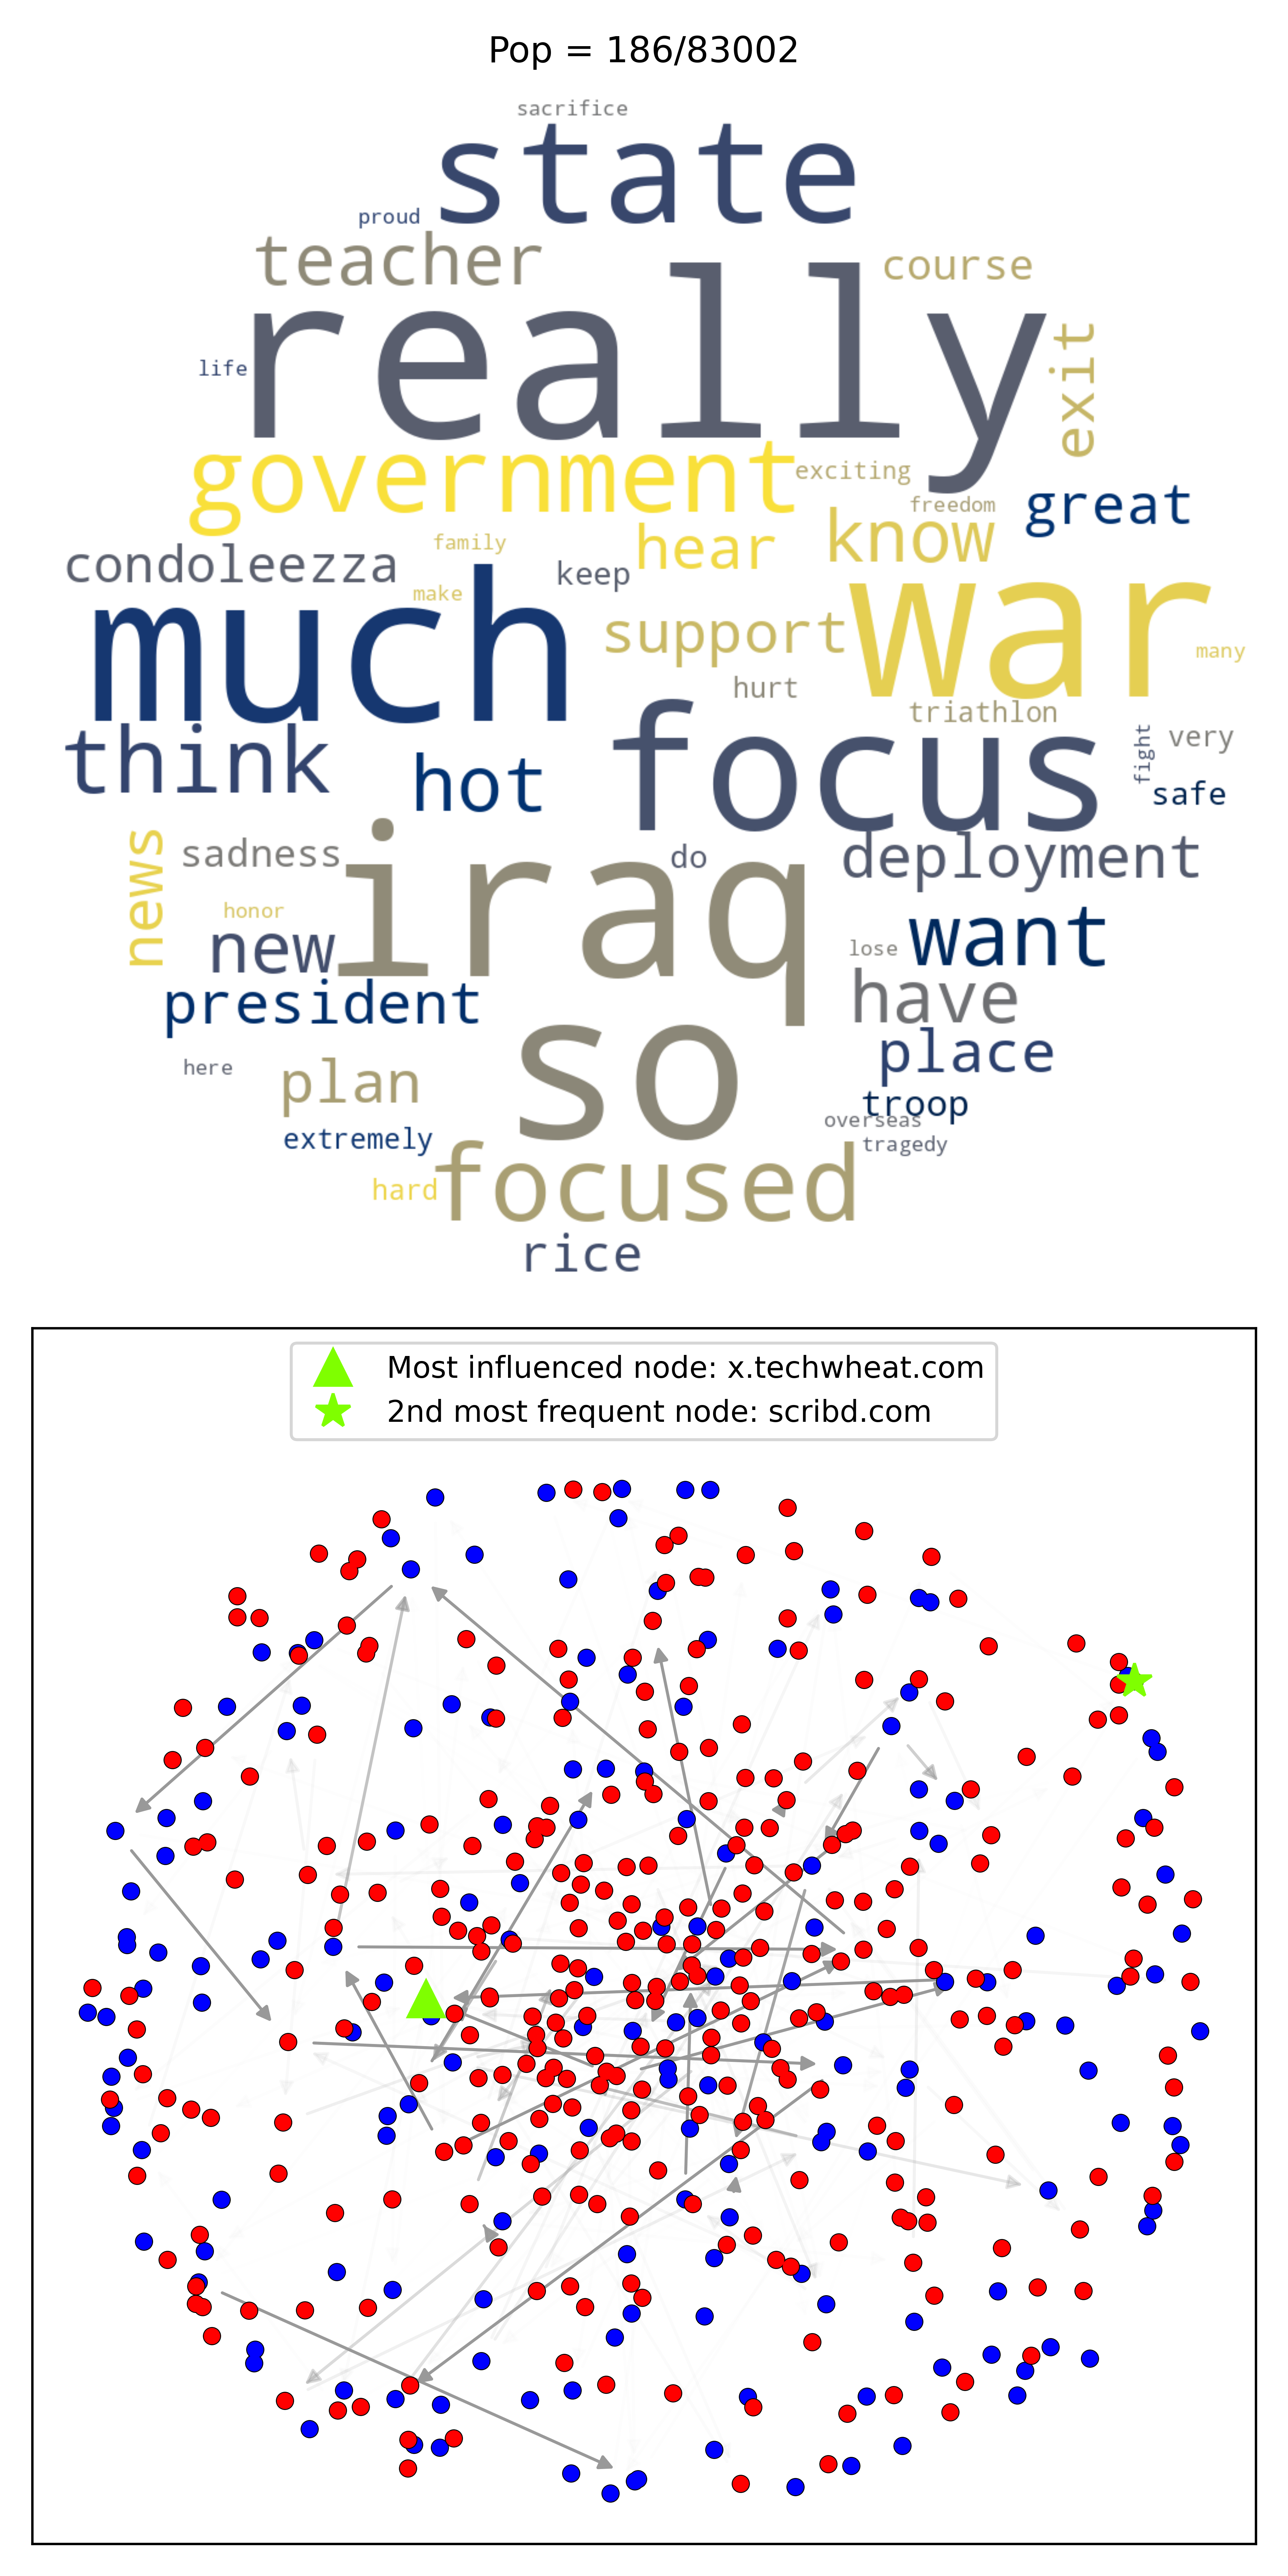 Pop = 186/83002
sacrifice
state
proud
teacher
course
really
exit
life
government
exciting
great
freedom
know
hear
family
condoleezza
keep
make
much
war
support
many
hurt
triathlon
focus
think
very
fight
hot
safe
news
sadness
iraq
do
deployment
honor
want
new
lose
president
have
so
place
here
plan
troop
overseas
extremely
tragedy
focused
hard
rice
Most influenced node: x.techwheat.com
2nd most frequent node: scribd.com